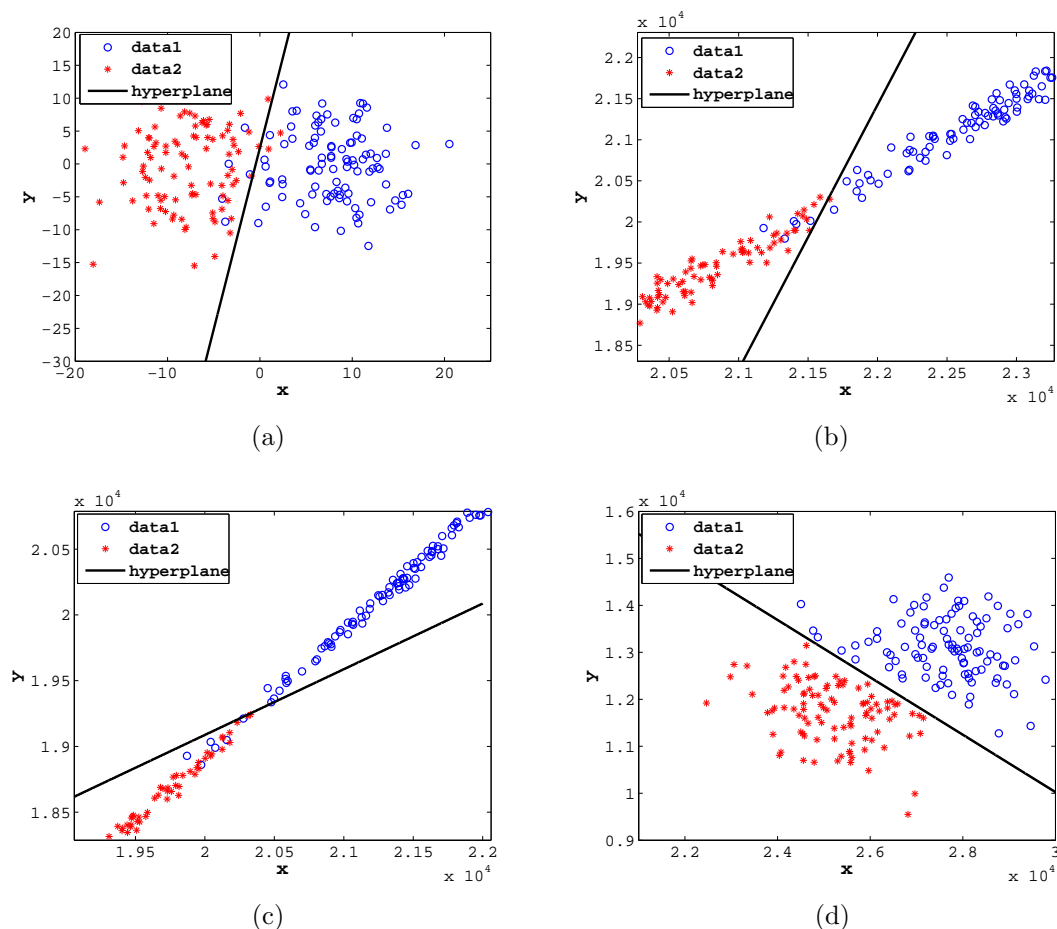 20
15
10
5
0
−5
−10
−15
−20
−25
−30
−20
−10
0
10
20
Y
x
data1
data2
hyperplane
(a)
x 10^4
2.2
2.15
2.1
2.05
2
1.95
1.9
1.85
2.05
2.1
2.15
2.2
2.25
2.3
Y
x
x 10^4
data1
data2
hyperplane
(b)
x 10^4
2.05
2
1.95
1.9
1.85
1.95
2
2.05
2.1
2.15
2.2
Y
x
x 10^4
data1
data2
hyperplane
(c)
x 10^4
1.6
1.5
1.4
1.3
1.2
1.1
1
0.9
2.2
2.4
2.6
2.8
3
Y
x
x 10^4
data1
data2
hyperplane
(d)